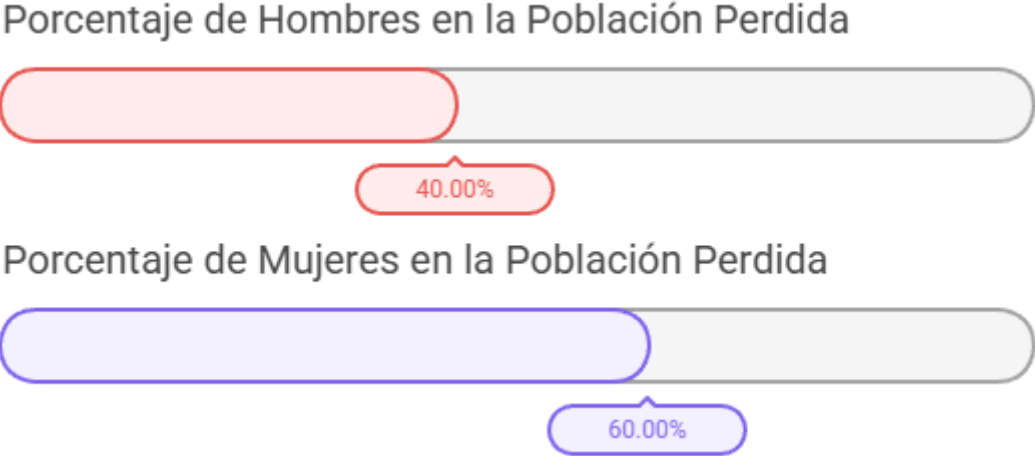 Porcentaje de Hombres en la Población Perdida
40.00%
Porcentaje de Mujeres en la Población Perdida
60.00%